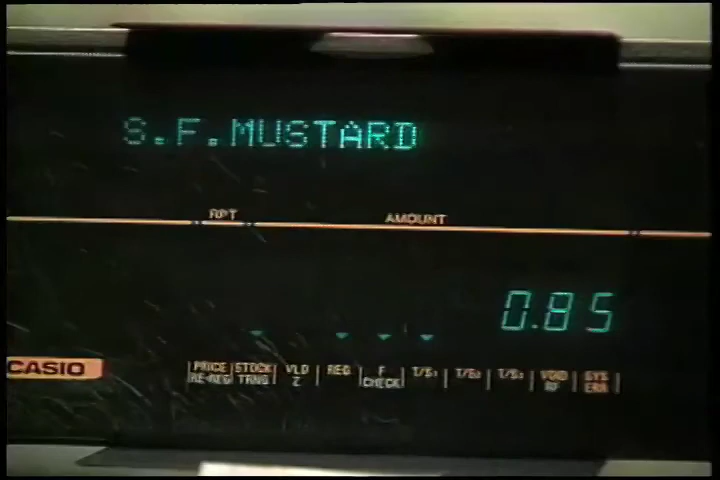 S.F.MUSTARD
RPT AMOUNT
0.85
CASIO
PRICE STOCK VLD REG F T/S1 T/S2 T/S3 VOID SYS
RE-REG TRNG Z CHECK RF ERR